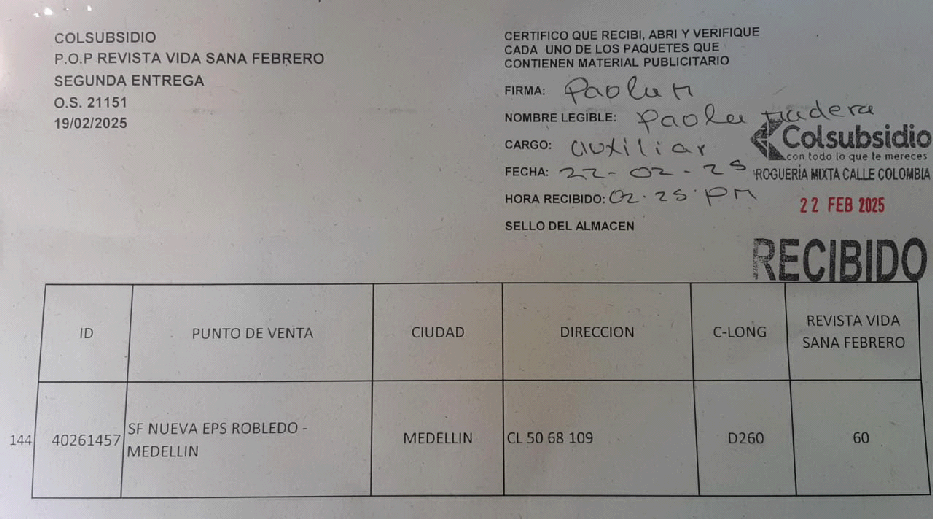 COLSUBSIDIO
P.O.P REVISTA VIDA SANA FEBRERO
SEGUNDA ENTREGA
O.S. 21151
19/02/2025
CERTIFICO QUE RECIBI, ABRI Y VERIFIQUE
CADA UNO DE LOS PAQUETES QUE
CONTIENEN MATERIAL PUBLICITARIO
FIRMA: Paola M
NOMBRE LEGIBLE: Paola Madera
CARGO: auxiliar
FECHA: 22-02-25
HORA RECIBIDO: 02:25 PM
SELLO DEL ALMACEN
Colsubsidio
con todo lo que te mereces
ROGUERÍA MIXTA CALLE COLOMBIA
22 FEB 2025
RECIBIDO
ID PUNTO DE VENTA CIUDAD DIRECCION C-LONG REVISTA VIDA
SANA FEBRERO
144 40261457 SF NUEVA EPS ROBLEDO - MEDELLIN CL 50 68 109 D260 60
MEDELLIN